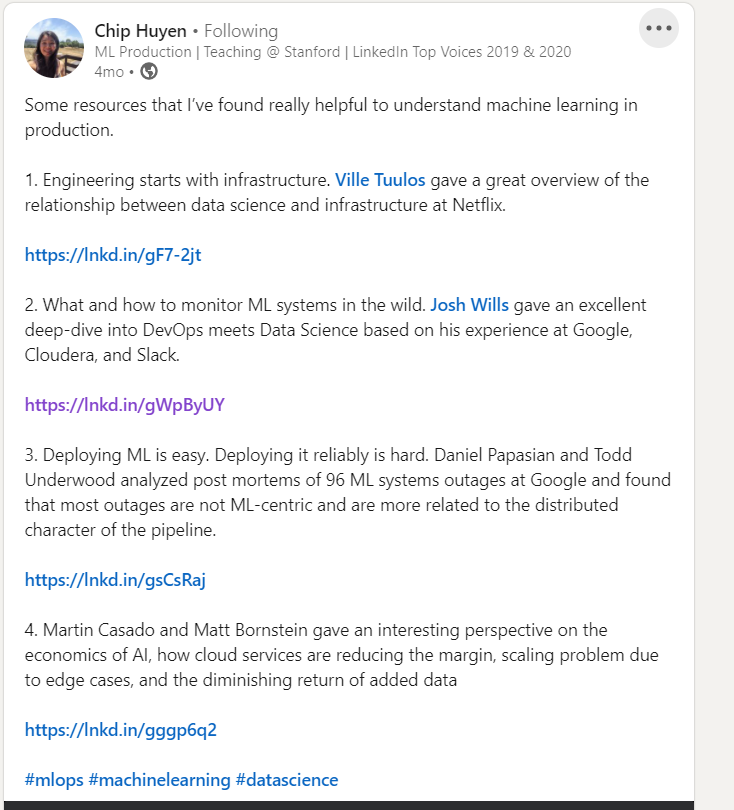 Chip Huyen • Following
ML Production | Teaching @ Stanford | LinkedIn Top Voices 2019 & 2020
4mo •
Some resources that I’ve found really helpful to understand machine learning in
production.
1. Engineering starts with infrastructure. Ville Tuulos gave a great overview of the
relationship between data science and infrastructure at Netflix.
https://lnkd.in/gF7-2jt
2. What and how to monitor ML systems in the wild. Josh Wills gave an excellent
deep-dive into DevOps meets Data Science based on his experience at Google,
Cloudera, and Slack.
https://lnkd.in/gWpByUY
3. Deploying ML is easy. Deploying it reliably is hard. Daniel Papasian and Todd
Underwood analyzed post mortems of 96 ML systems outages at Google and found
that most outages are not ML-centric and are more related to the distributed
character of the pipeline.
https://lnkd.in/gsCsRaj
4. Martin Casado and Matt Bornstein gave an interesting perspective on the
economics of AI, how cloud services are reducing the margin, scaling problem due
to edge cases, and the diminishing return of added data
https://lnkd.in/gggp6q2
#mlops #machinelearning #datascience